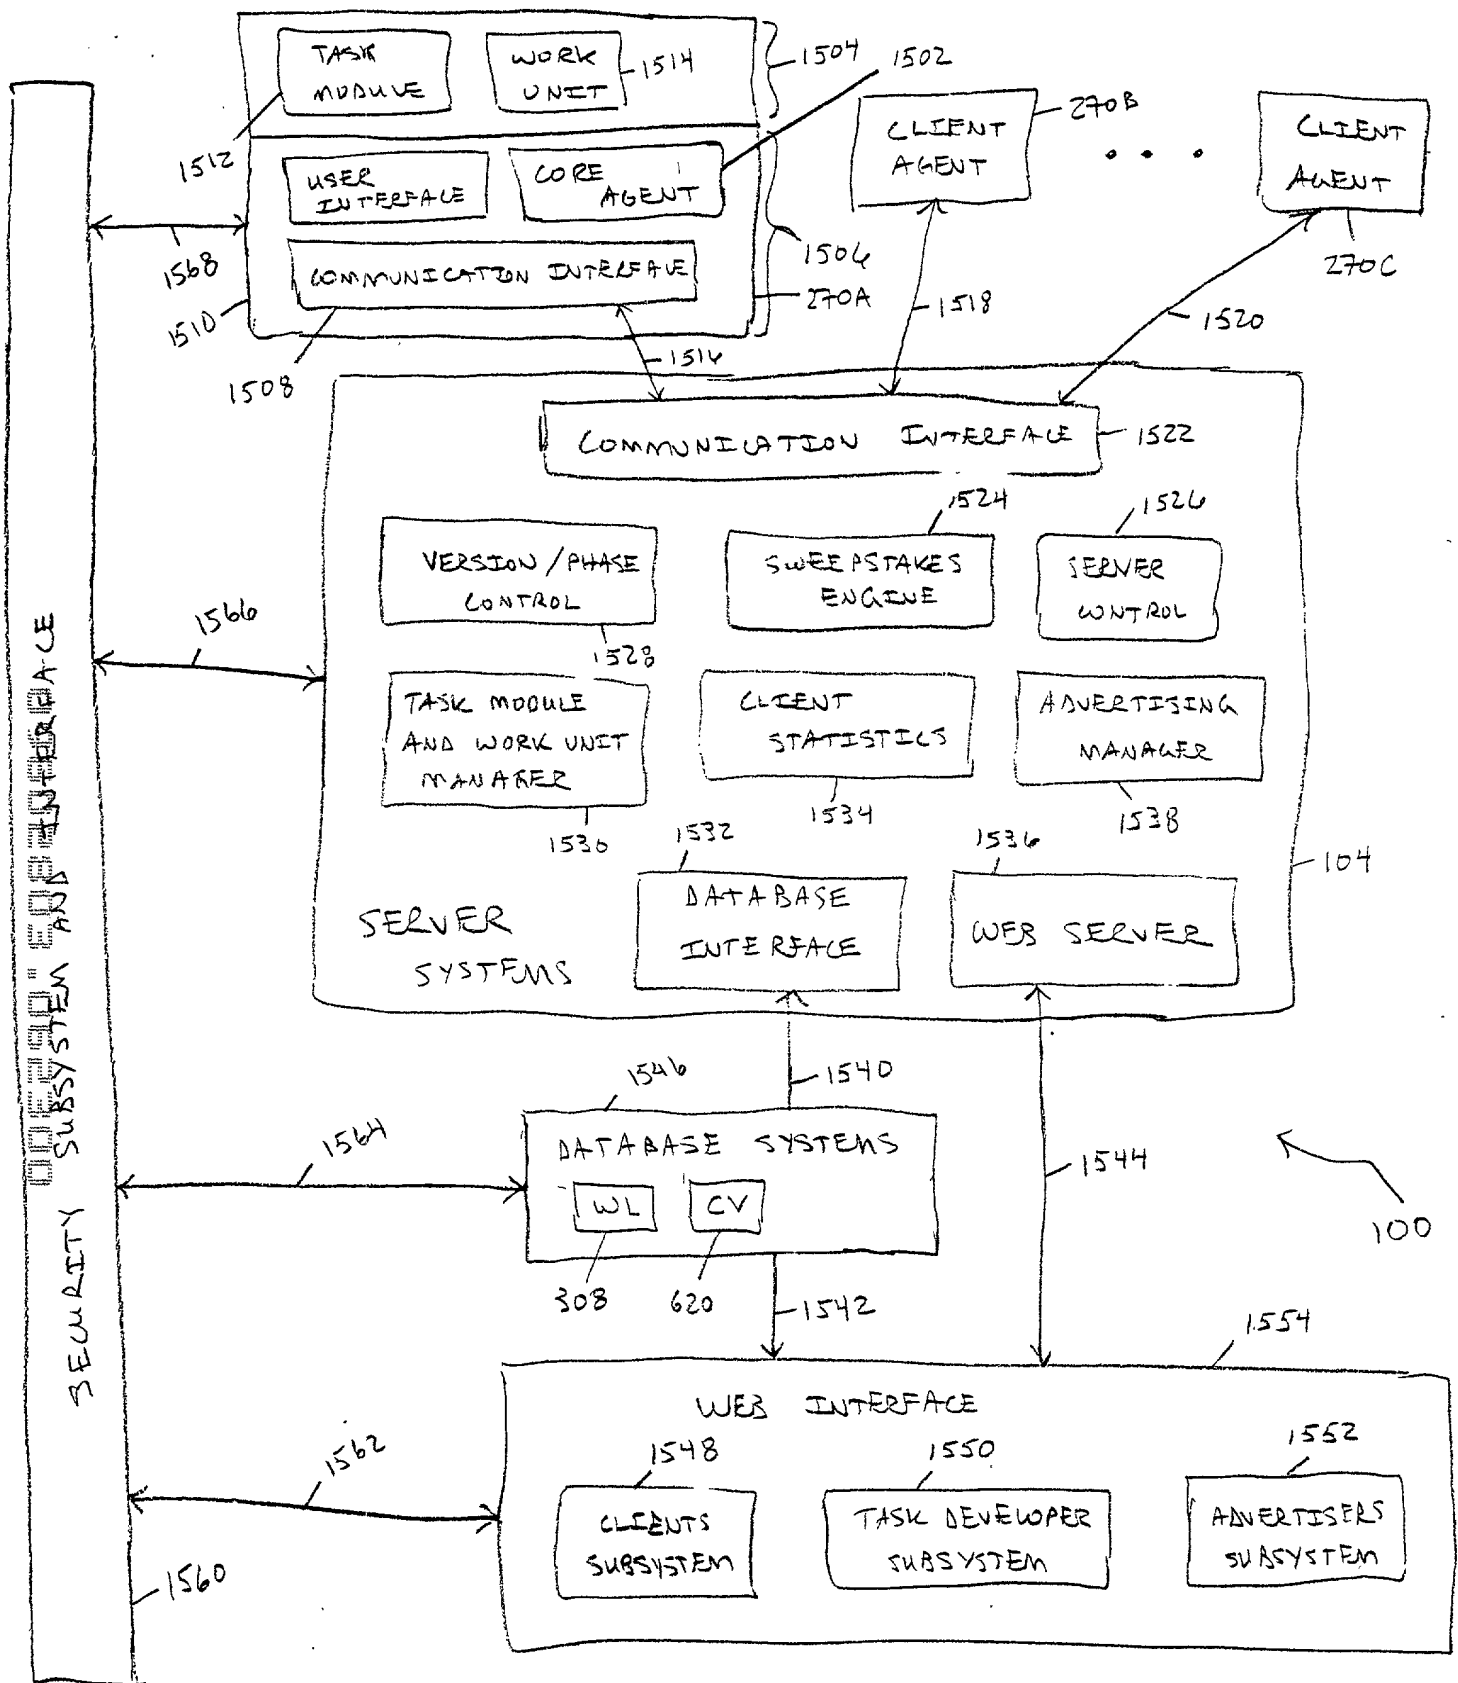 TASK
MODULE
WORK
UNIT
1514
1504
1502
1512
USER
INTERFACE
CORE
AGENT
CLIENT
AGENT
270B
CLIENT
AGENT
270C
1568
COMMUNICATION INTERFACE
1506
270A
1510
1508
1516
1518
1520
COMMUNICATION INTERFACE
1522
1524
1526
VERSION/PHASE
CONTROL
SWEEPSTAKES
ENGINE
SERVER
CONTROL
1566
1528
TASK MODULE
AND WORK UNIT
MANAGER
CLIENT
STATISTICS
ADVERTISING
MANAGER
1530
1532
1534
1536
1538
104
SERVER
SYSTEMS
DATABASE
INTERFACE
WEB SERVER
1546
1540
1564
DATABASE SYSTEMS
WL
CV
1544
100
308
620
1542
1554
WEB INTERFACE
1562
1548
1550
1552
CLIENTS
SUBSYSTEM
TASK DEVELOPER
SUBSYSTEM
ADVERTISERS
SUBSYSTEM
1560
SECURITY SUBSYSTEM AND INTERFACE